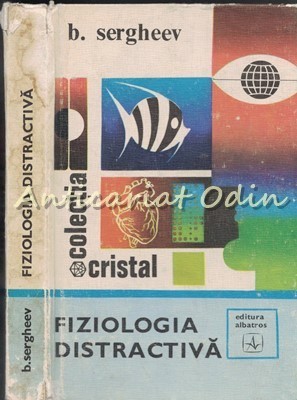 b. sergheev
FIZIOLOGIA DISTRACTIVĂ
b.sergheev
colecția
cristal
Anticariat Odin
FIZIOLOGIA
DISTRACTIVĂ
editura
albatros